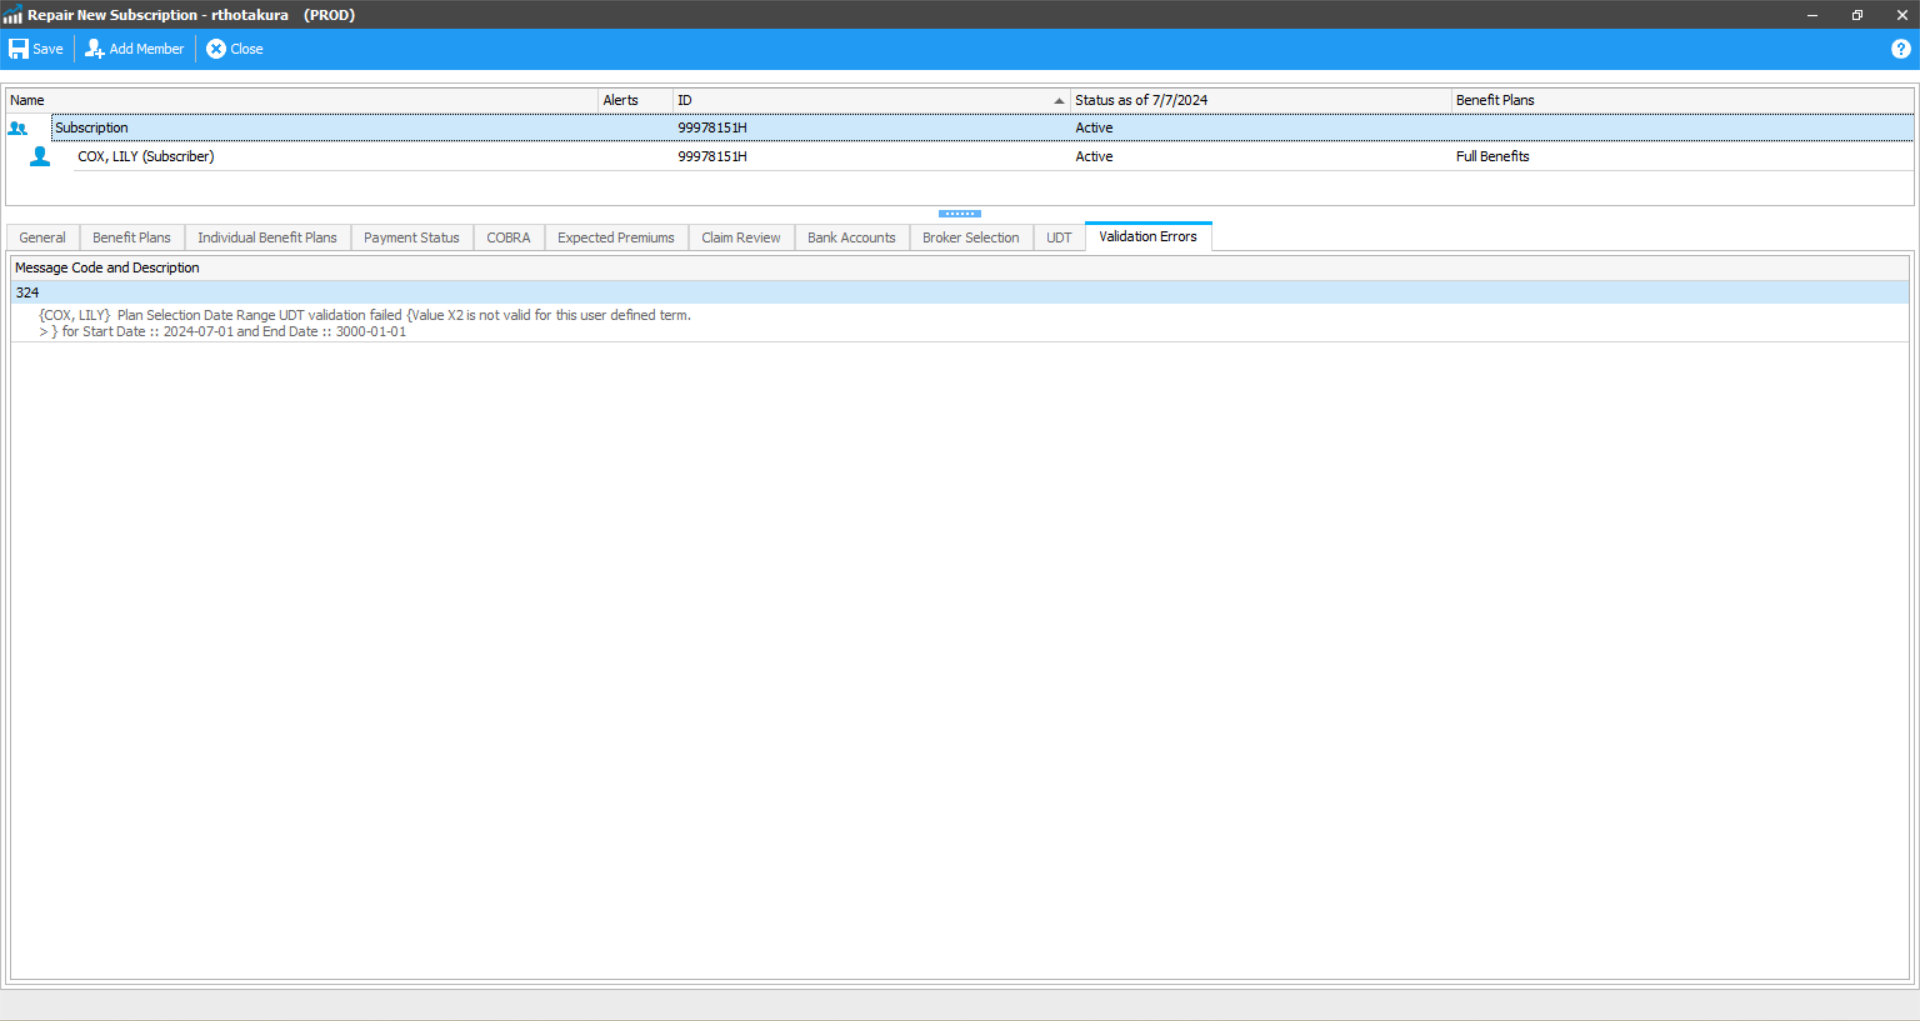 Repair New Subscription - rthotakura (PROD)
Save Add Member Close
Name Alerts ID Status as of 7/7/2024 Benefit Plans
Subscription 99978151H Active
COX, LILY (Subscriber) 99978151H Active Full Benefits
General Benefit Plans Individual Benefit Plans Payment Status COBRA Expected Premiums Claim Review Bank Accounts Broker Selection UDT Validation Errors
Message Code and Description
324
{COX, LILY} Plan Selection Date Range UDT validation failed {Value X2 is not valid for this user defined term.
> } for Start Date :: 2024-07-01 and End Date :: 3000-01-01